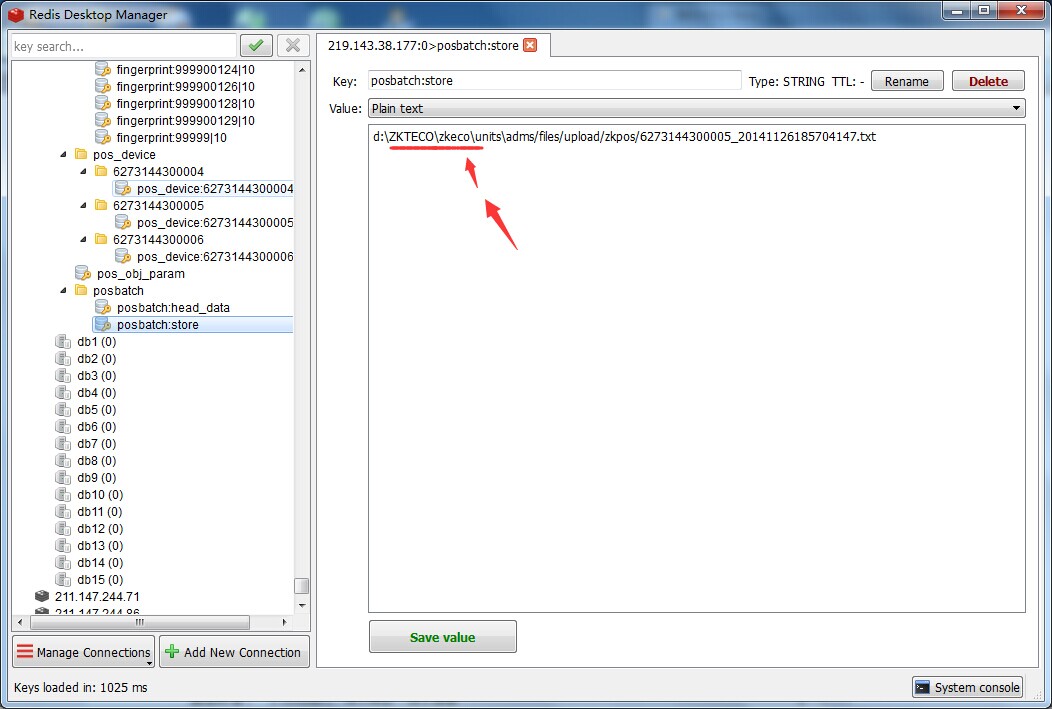 Redis Desktop Manager
key search...
fingerprint:999900124|10
fingerprint:999900126|10
fingerprint:999900128|10
fingerprint:999900129|10
fingerprint:99999|10
pos_device
6273144300004
pos_device:6273144300004
6273144300005
pos_device:6273144300005
6273144300006
pos_device:6273144300006
pos_obj_param
posbatch
posbatch:head_data
posbatch:store
db1 (0)
db2 (0)
db3 (0)
db4 (0)
db5 (0)
db6 (0)
db7 (0)
db8 (0)
db9 (0)
db10 (0)
db11 (0)
db12 (0)
db13 (0)
db14 (0)
db15 (0)
211.147.244.71
211.147.244.86
Manage Connections
Add New Connection
219.143.38.177:0>posbatch:store
Key: posbatch:store Type: STRING TTL: - Rename Delete
Value: Plain text
d:\ZKTECO\zkeco\units\adms/files/upload/zkpos/6273144300005_20141126185704147.txt
Save value
Keys loaded in: 1025 ms
System console